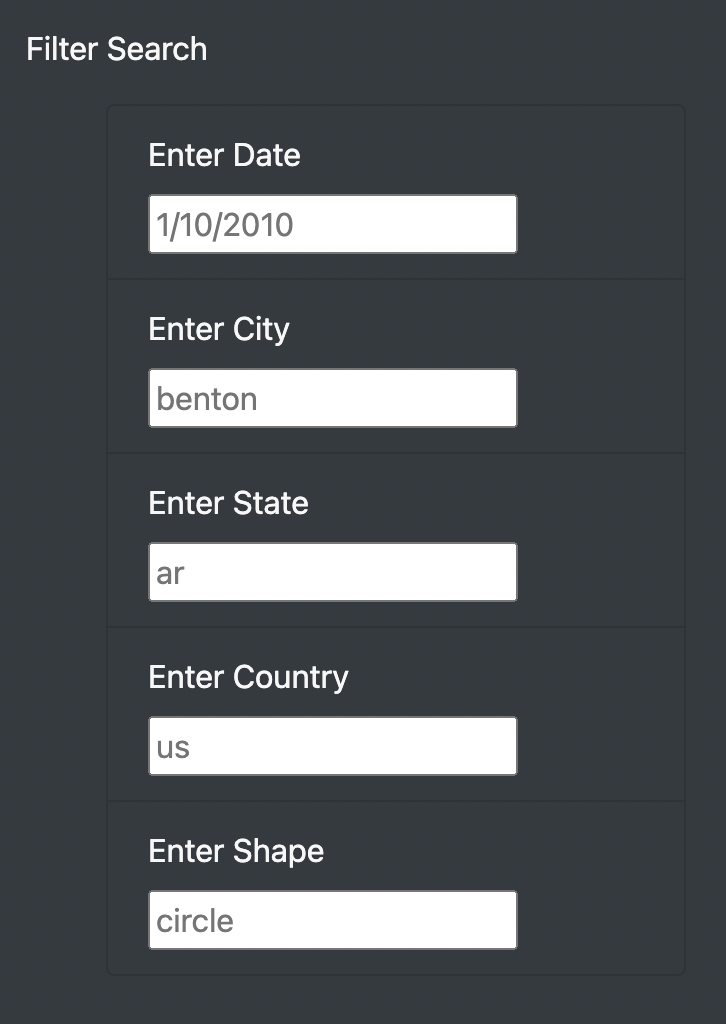 Filter Search
Enter Date
1/10/2010
Enter City
benton
Enter State
ar
Enter Country
us
Enter Shape
circle